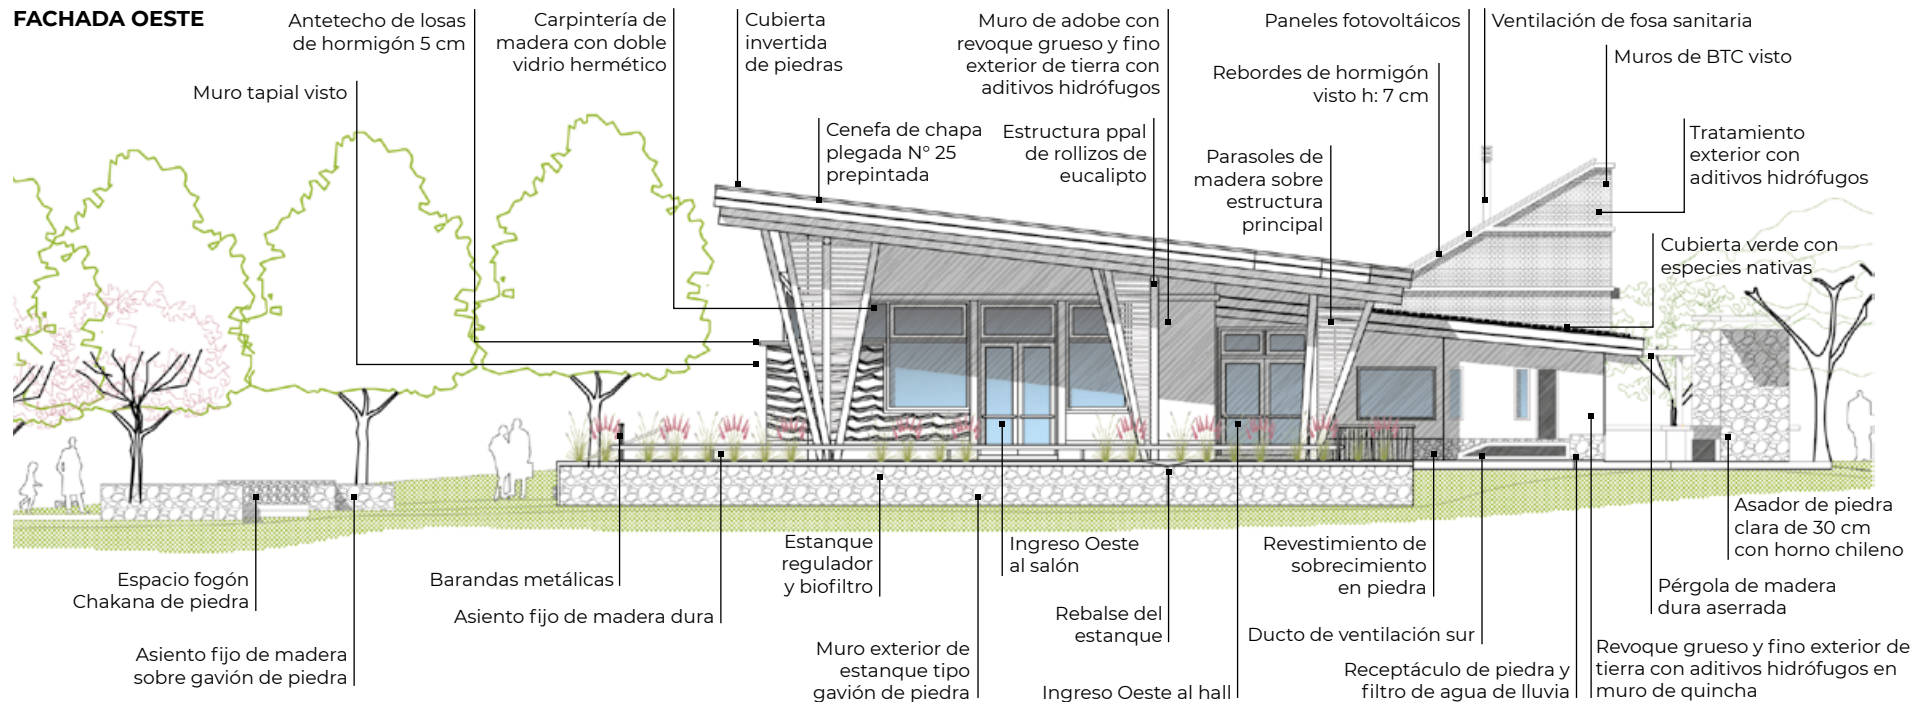 FACHADA OESTE
Antetecho de losas
de hormigón 5 cm
Carpintería de
madera con doble
vidrio hermético
Cubierta
invertida
de piedras
Muro de adobe con
revoque grueso y fino
exterior de tierra con
aditivos hidrófugos
Paneles fotovoltáicos
Ventilación de fosa sanitaria
Muros de BTC visto
Rebordes de hormigón
visto h: 7 cm
Muro tapial visto
Cenefa de chapa
plegada N° 25
prepintada
Estructura ppal
de rollizos de
eucalipto
Parasoles de
madera sobre
estructura
principal
Tratamiento
exterior con
aditivos hidrófugos
Cubierta verde con
especies nativas
Espacio fogón
Chakana de piedra
Asiento fijo de madera
sobre gavión de piedra
Barandas metálicas
Asiento fijo de madera dura
Estanque
regulador
y biofiltro
Muro exterior de
estanque tipo
gavión de piedra
Ingreso Oeste
al salón
Rebalse del
estanque
Ingreso Oeste al hall
Revestimiento de
sobrecimiento
en piedra
Ducto de ventilación sur
Receptáculo de piedra y
filtro de agua de lluvia
Asador de piedra
clara de 30 cm
con horno chileno
Pérgola de madera
dura aserrada
Revoque grueso y fino exterior de
tierra con aditivos hidrófugos en
muro de quincha